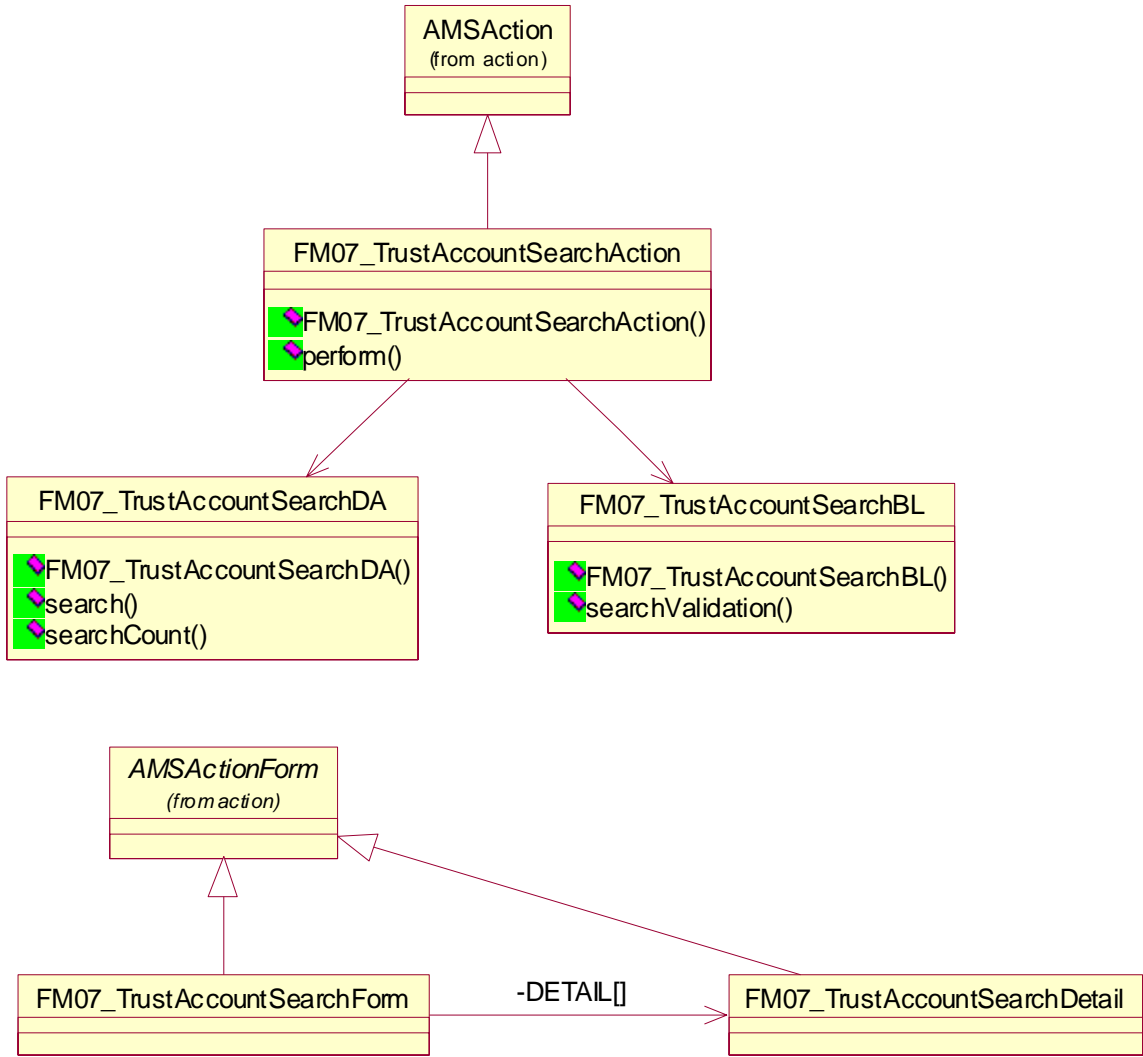 AMSAction
(from action)
FM07_TrustAccountSearchAction
FM07_TrustAccountSearchAction()
perform()
FM07_TrustAccountSearchDA
FM07_TrustAccountSearchDA()
search()
searchCount()
FM07_TrustAccountSearchBL
FM07_TrustAccountSearchBL()
searchValidation()
AMSActionForm
(from action)
FM07_TrustAccountSearchForm
-DETAIL[]
FM07_TrustAccountSearchDetail